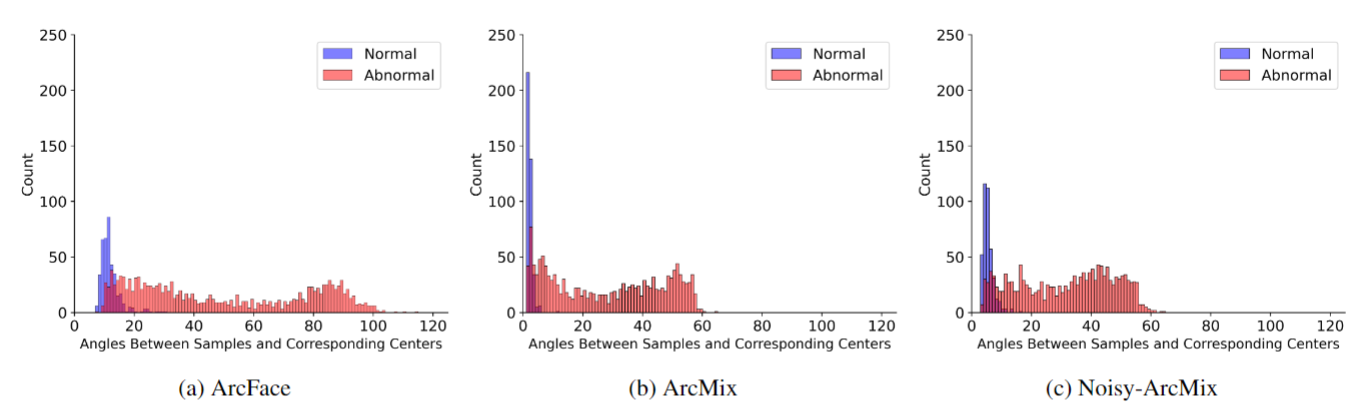 250
200
150
100
50
0
Count
0 20 40 60 80 100 120
Angles Between Samples and Corresponding Centers
Normal
Abnormal
(a) ArcFace
250
200
150
100
50
0
Count
0 20 40 60 80 100 120
Angles Between Samples and Corresponding Centers
Normal
Abnormal
(b) ArcMix
250
200
150
100
50
0
Count
0 20 40 60 80 100 120
Angles Between Samples and Corresponding Centers
Normal
Abnormal
(c) Noisy-ArcMix